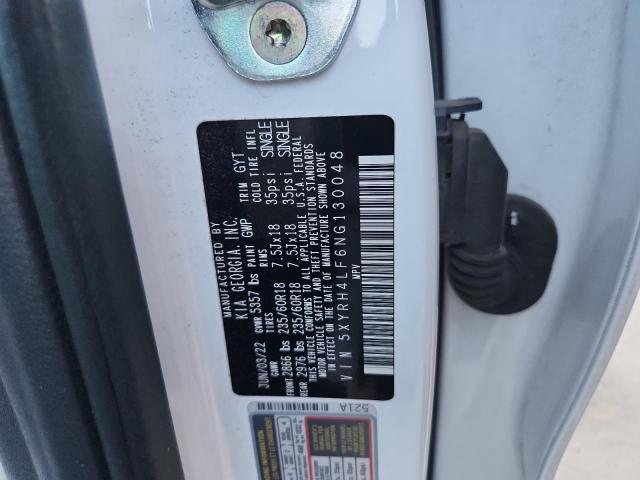 MANUFACTURED BY
KIA GEORGIA, INC.
JUN/03/22 GVWR 5357 lbs PAINT GWP TRIM GYT
GAWR TIRES RIMS COLD TIRE INFL
FRONT 2866 lbs 235/60R18 7.5Jx18 35psi SINGLE
REAR 2976 lbs 235/60R18 7.5Jx18 35psi SINGLE
THIS VEHICLE CONFORMS TO ALL APPLICABLE U.S.A. FEDERAL
MOTOR VEHICLE SAFETY AND THEFT PREVENTION STANDARDS
IN EFFECT ON THE DATE OF MANUFACTURE SHOWN ABOVE
MPV
VIN 5XYRH4LF6NG130048
521A